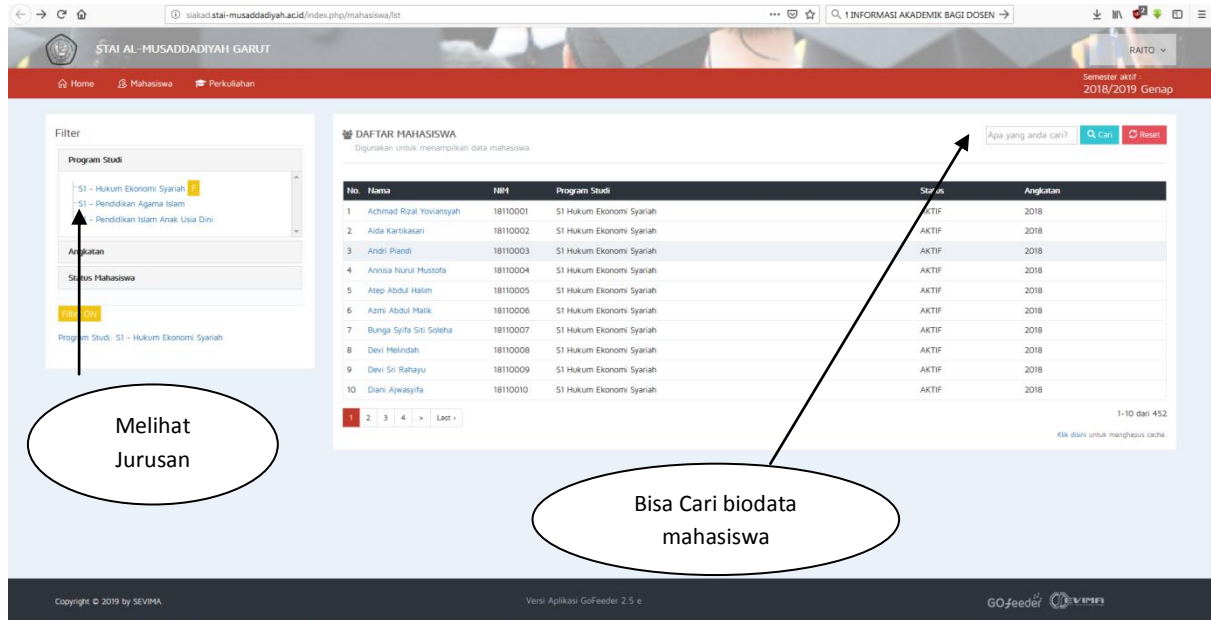 siakad.stai-musaddadiyah.ac.id/index.php/mahasiswa/lst
1 INFORMASI AKADEMIK BAGI DOSEN
STAI AL-MUSADDADIYAH GARUT
RAITO
Home Mahasiswa Perkuliahan
Semester aktif :
2018/2019 Genap
Filter
Program Studi
S1 - Hukum Ekonomi Syariah F
S1 - Pendidikan Agama Islam
- Pendidikan Islam Anak Usia Dini
Angkatan
Status Mahasiswa
Filter ON
Program Studi: S1 - Hukum Ekonomi Syariah
DAFTAR MAHASISWA
Digunakan untuk menampilkan data mahasiswa
Apa yang anda cari? Cari Reset
No. Nama NIM Program Studi Status Angkatan
1 Achmad Rizal Yoviansyah 18110001 S1 Hukum Ekonomi Syariah AKTIF 2018
2 Aida Kartikasari 18110002 S1 Hukum Ekonomi Syariah AKTIF 2018
3 Andri Piandi 18110003 S1 Hukum Ekonomi Syariah AKTIF 2018
4 Annisa Nurul Mustofa 18110004 S1 Hukum Ekonomi Syariah AKTIF 2018
5 Atep Abdul Halim 18110005 S1 Hukum Ekonomi Syariah AKTIF 2018
6 Azmi Abdul Malik 18110006 S1 Hukum Ekonomi Syariah AKTIF 2018
7 Bunga Syifa Siti Soleha 18110007 S1 Hukum Ekonomi Syariah AKTIF 2018
8 Devi Melindah 18110008 S1 Hukum Ekonomi Syariah AKTIF 2018
9 Devi Sri Rahayu 18110009 S1 Hukum Ekonomi Syariah AKTIF 2018
10 Diani Ajwasyifa 18110010 S1 Hukum Ekonomi Syariah AKTIF 2018
1 2 3 4 > Last ›
1-10 dari 452
Klik disini untuk menghapus cache.
Melihat
Jurusan
Bisa Cari biodata
mahasiswa
Copyright © 2019 by SEVIMA.
Versi Aplikasi GoFeeder 2.5 e
GOfeeder SEVIMA